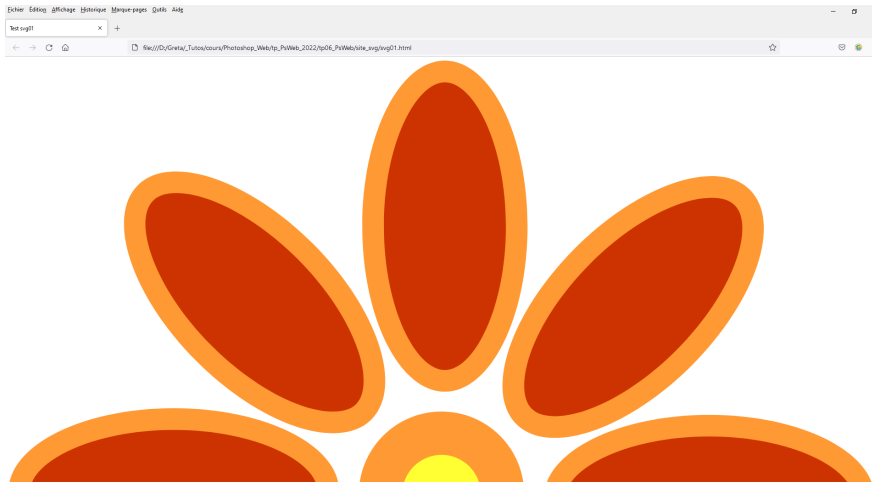 Fichier Édition Affichage Historique Marque-pages Outils Aide
Test svg01
file:///D:/Greta/_Tutos/cours/Photoshop_Web/tp_PsWeb_2022/tp06_PsWeb/site_svg/svg01.html